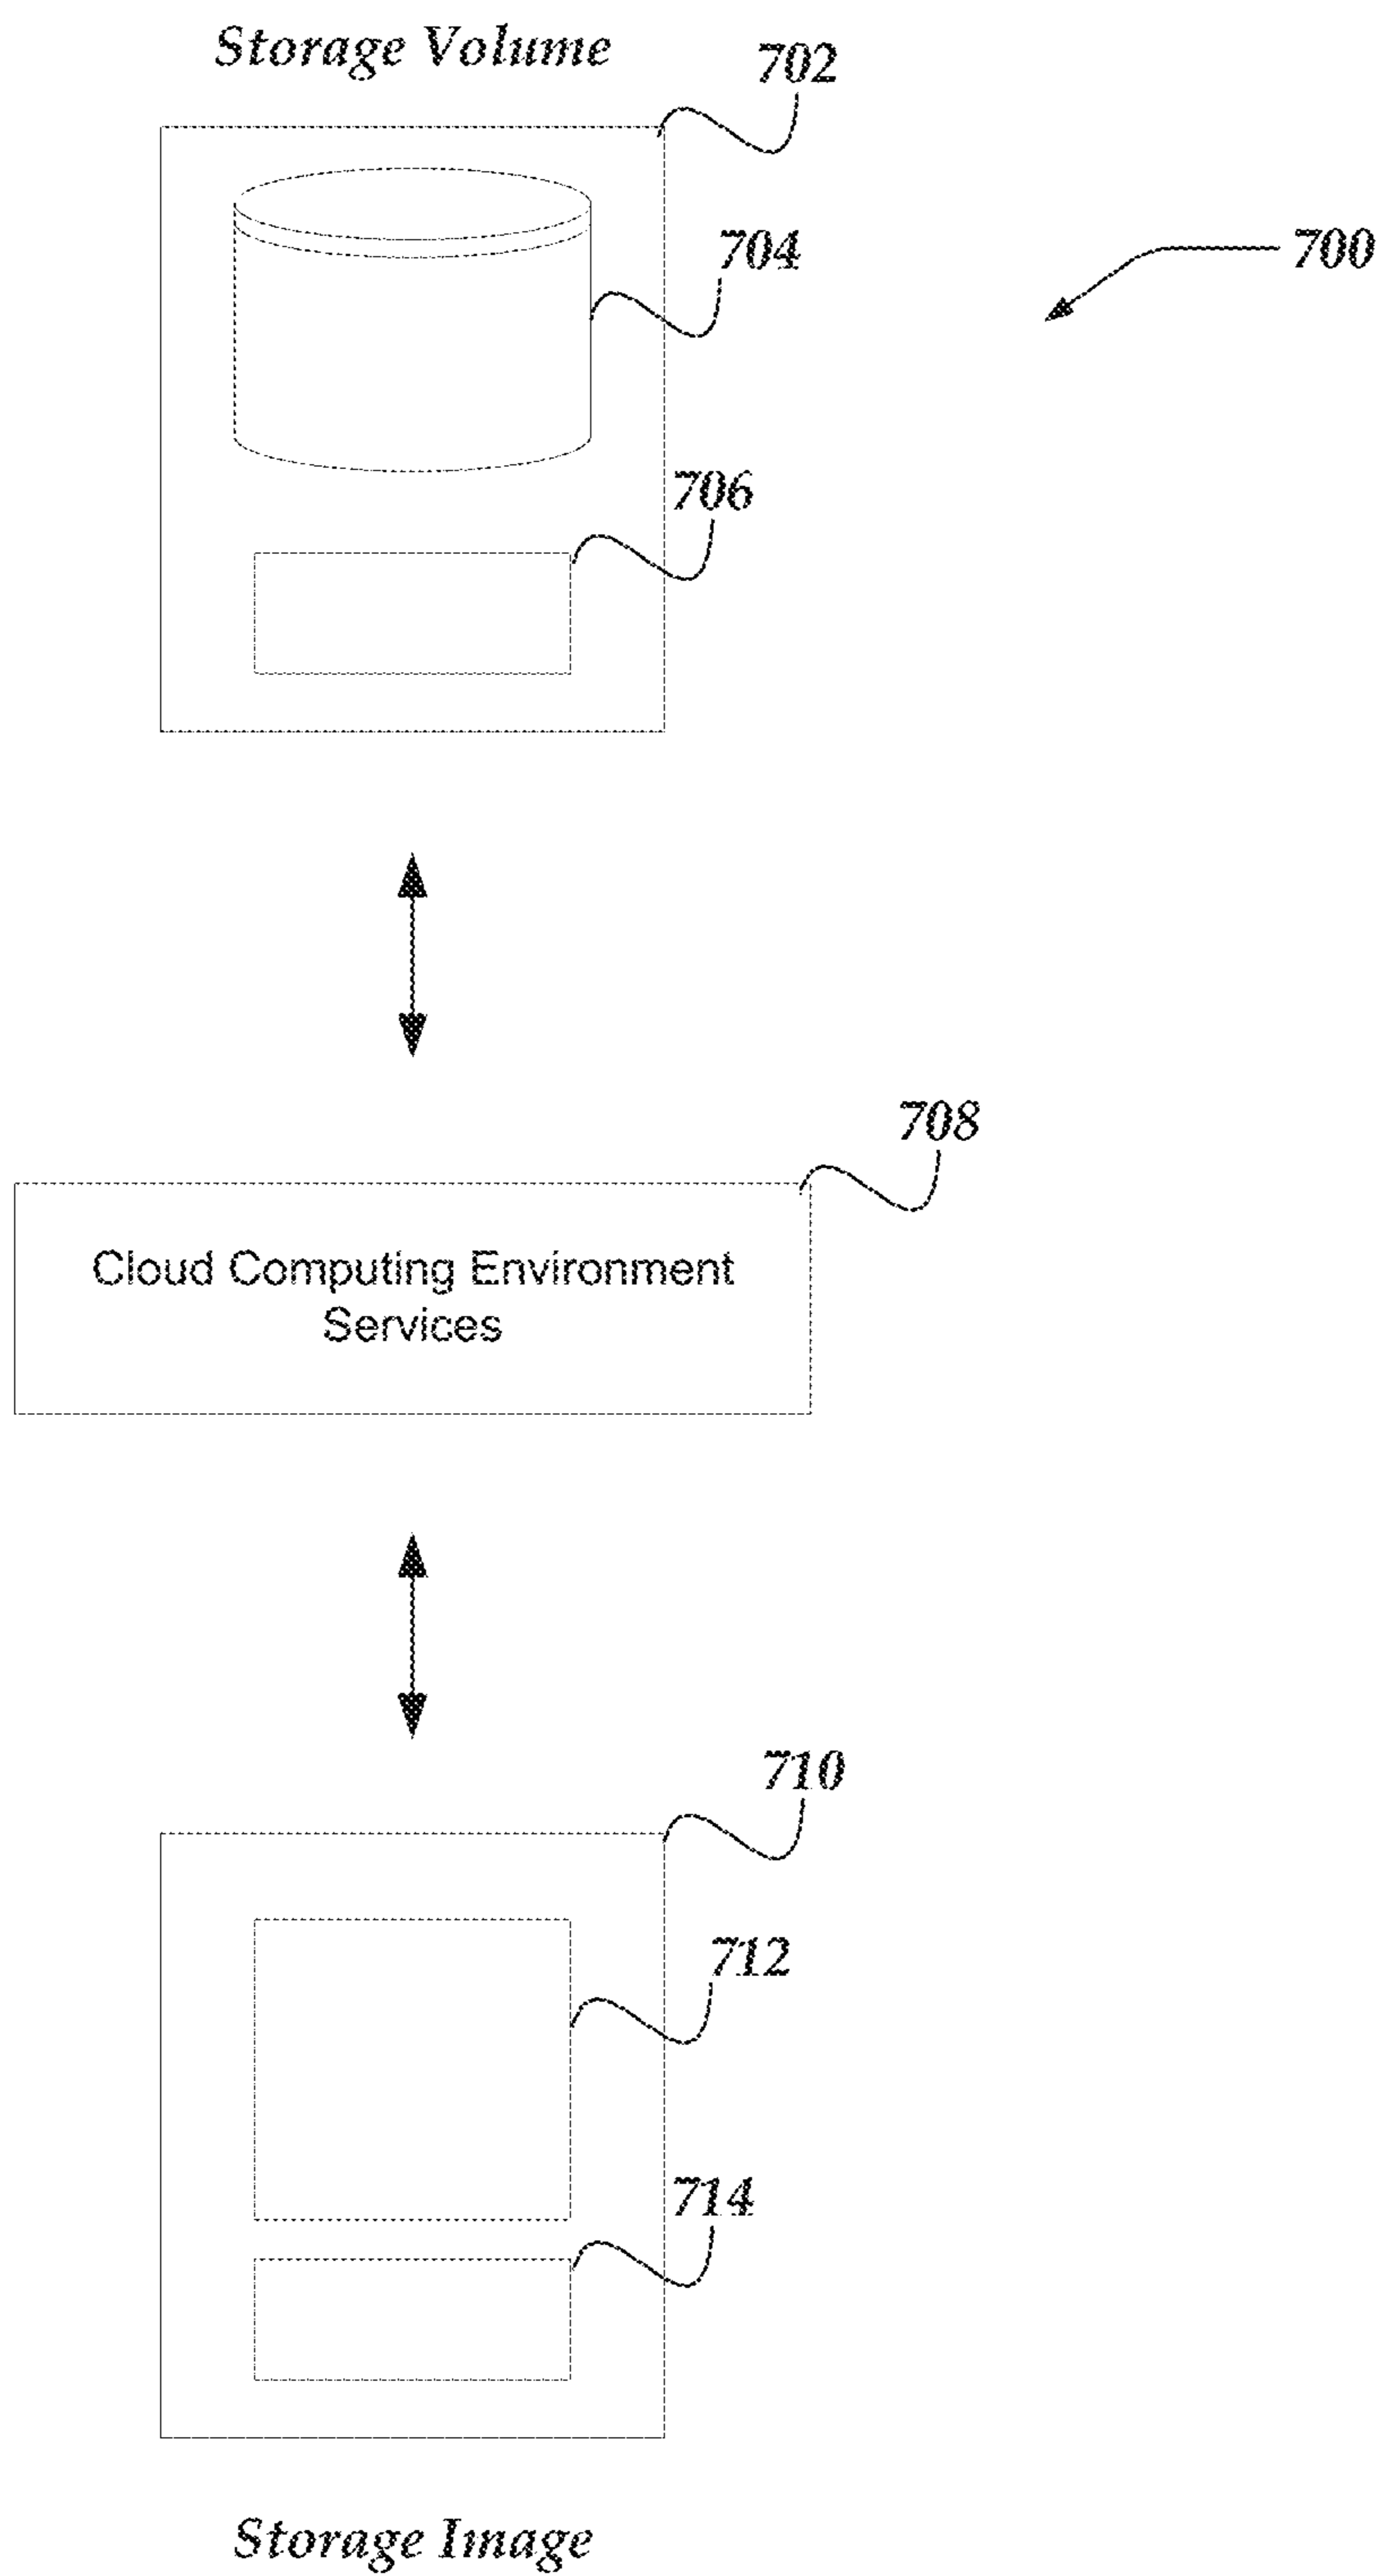 Storage Volume
702
704
700
706
708
Cloud Computing Environment
Services
710
712
714
Storage Image